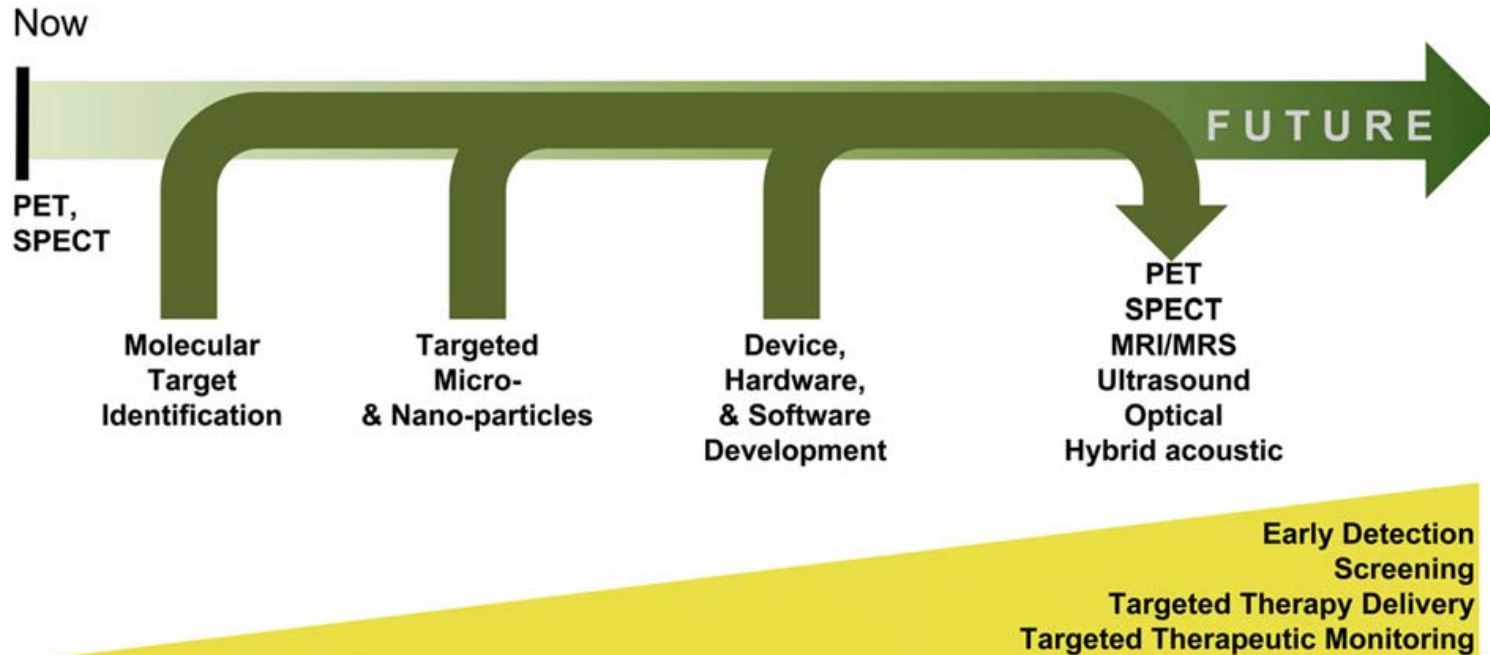 Now
FUTURE
PET,
SPECT
Molecular
Target
Identification
Targeted
Micro-
& Nano-particles
Device,
Hardware,
& Software
Development
PET
SPECT
MRI/MRS
Ultrasound
Optical
Hybrid acoustic
Early Detection
Screening
Targeted Therapy Delivery
Targeted Therapeutic Monitoring